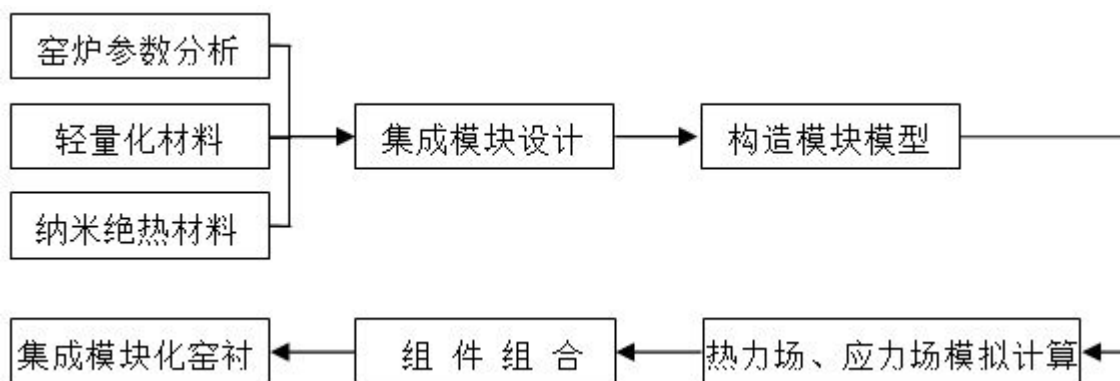 窑炉参数分析
轻量化材料
纳米绝热材料
集成模块设计
构造模块模型
热力场、应力场模拟计算
组 件 组 合
集成模块化窑衬